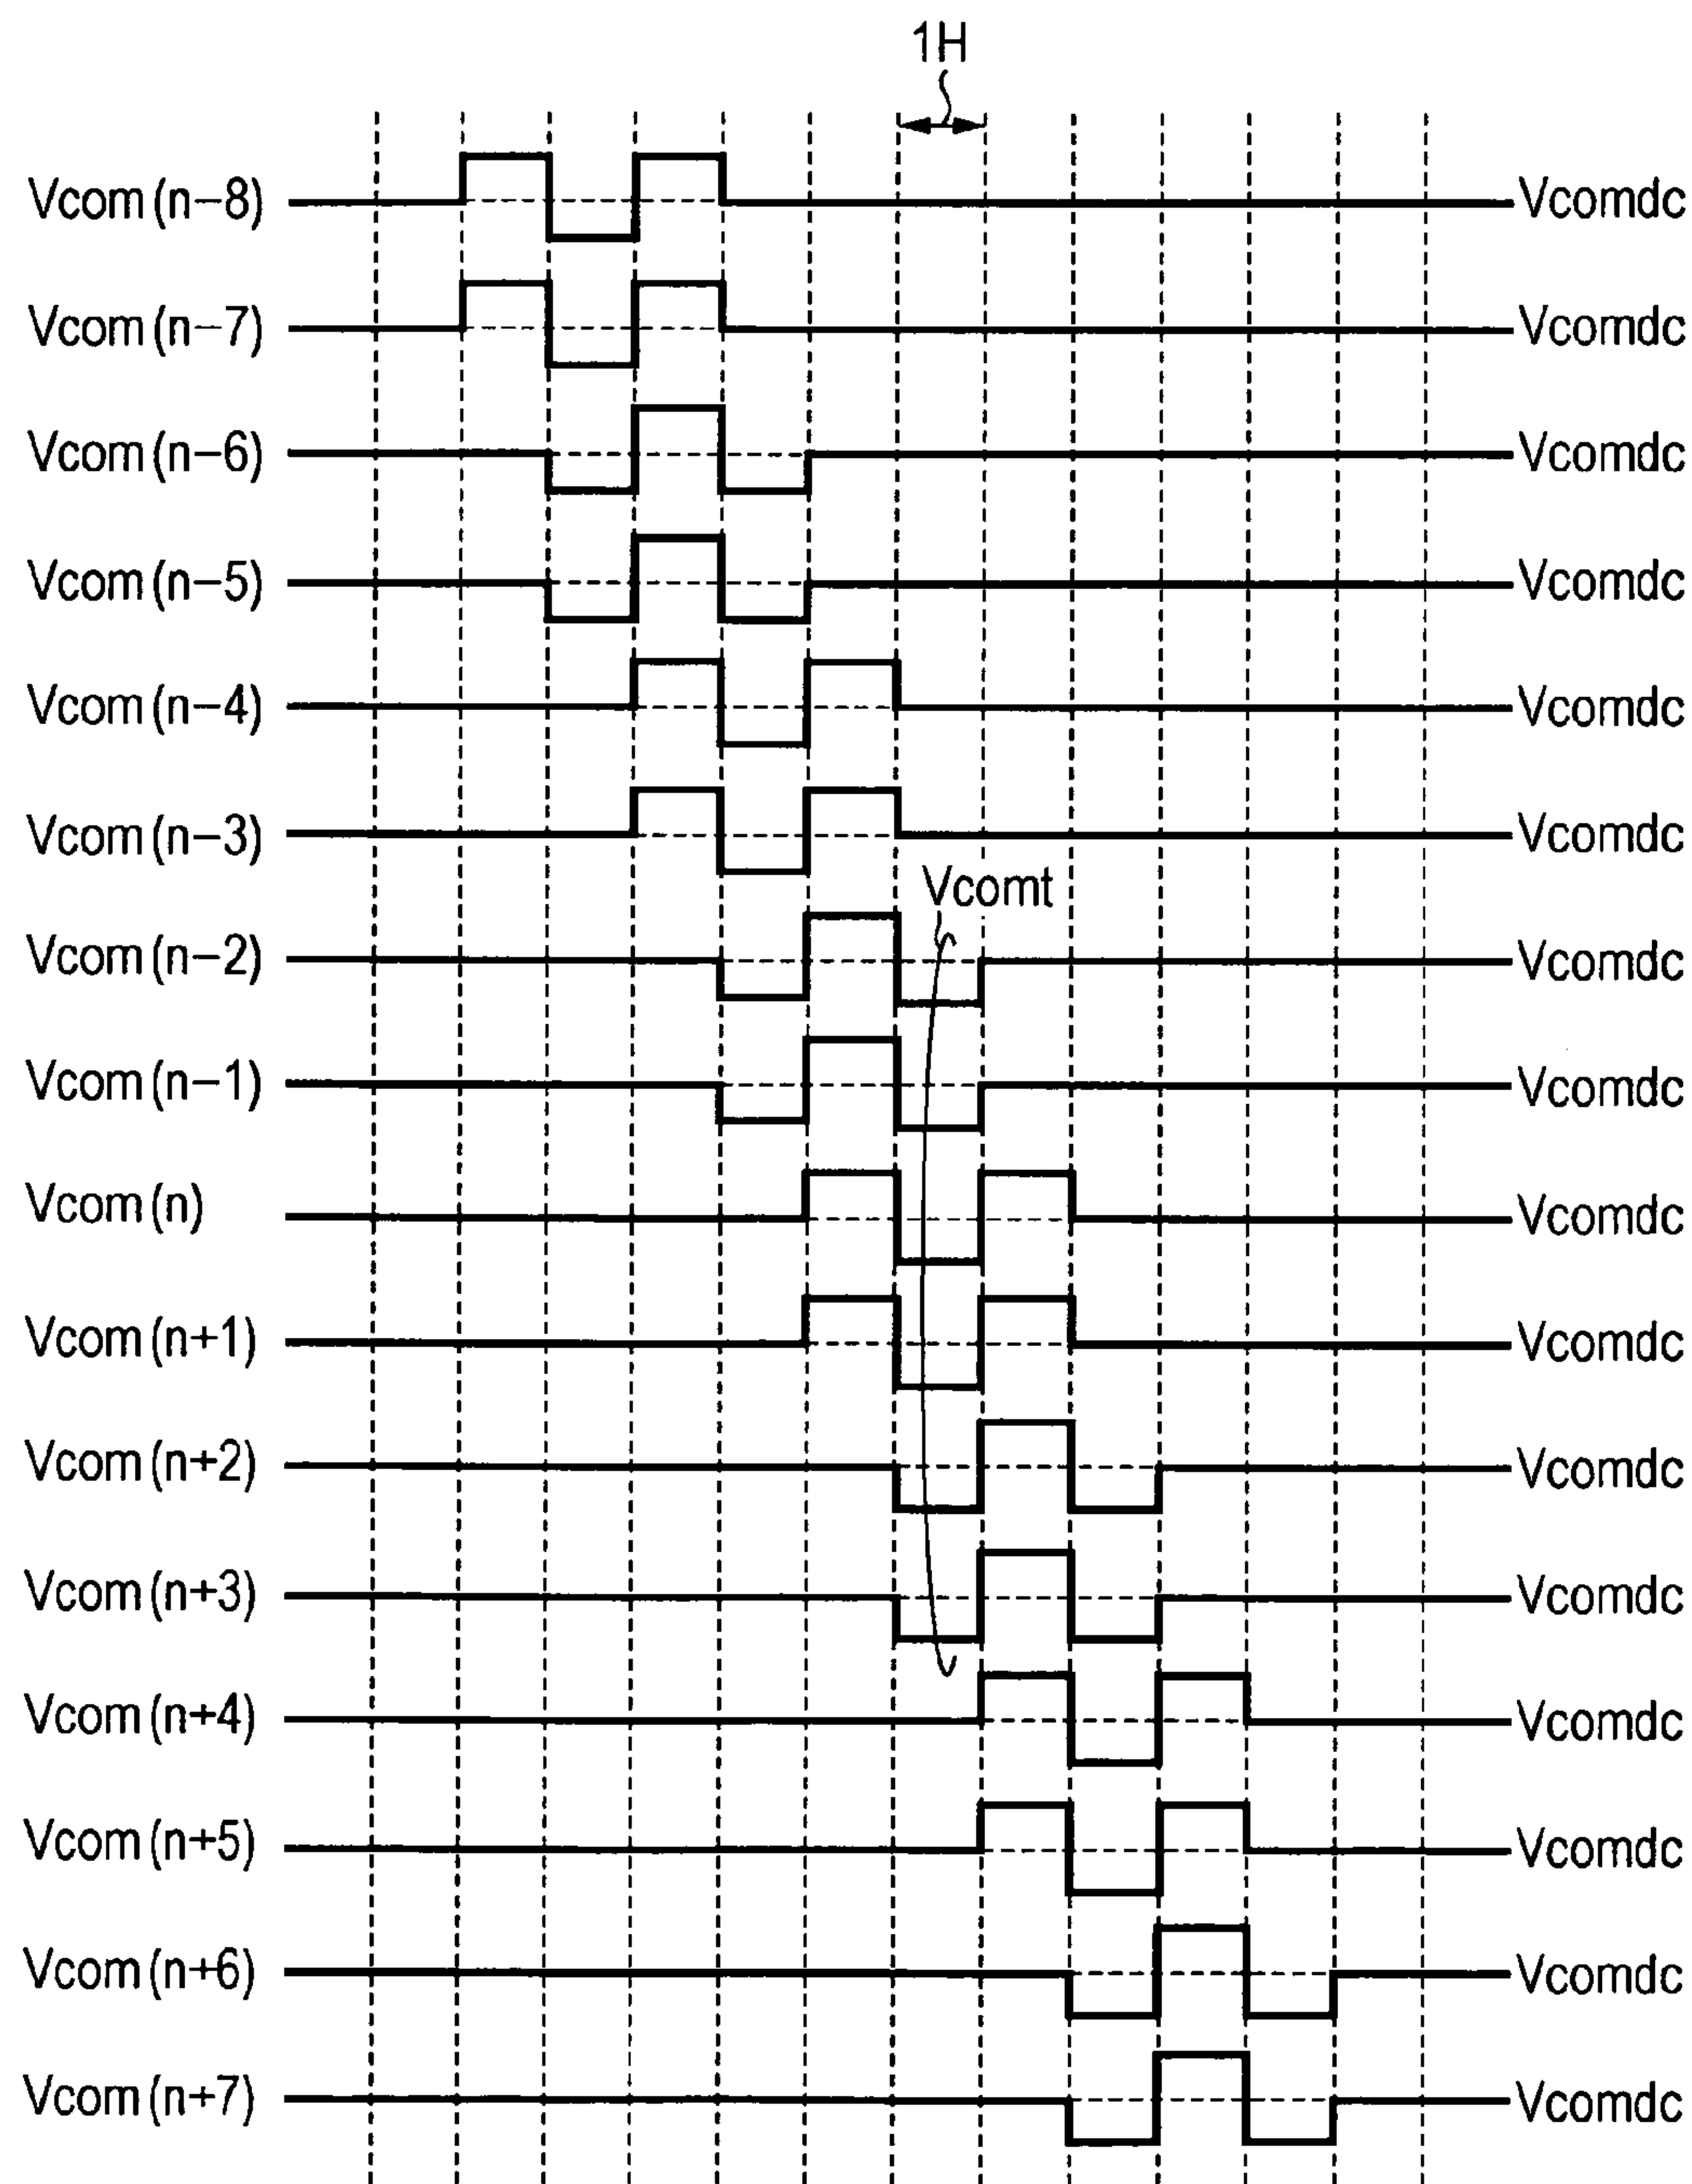 1H
Vcom(n−8) Vcomdc
Vcom(n−7) Vcomdc
Vcom(n−6) Vcomdc
Vcom(n−5) Vcomdc
Vcom(n−4) Vcomdc
Vcom(n−3) Vcomdc
Vcomt
Vcom(n−2) Vcomdc
Vcom(n−1) Vcomdc
Vcom(n) Vcomdc
Vcom(n+1) Vcomdc
Vcom(n+2) Vcomdc
Vcom(n+3) Vcomdc
Vcom(n+4) Vcomdc
Vcom(n+5) Vcomdc
Vcom(n+6) Vcomdc
Vcom(n+7) Vcomdc